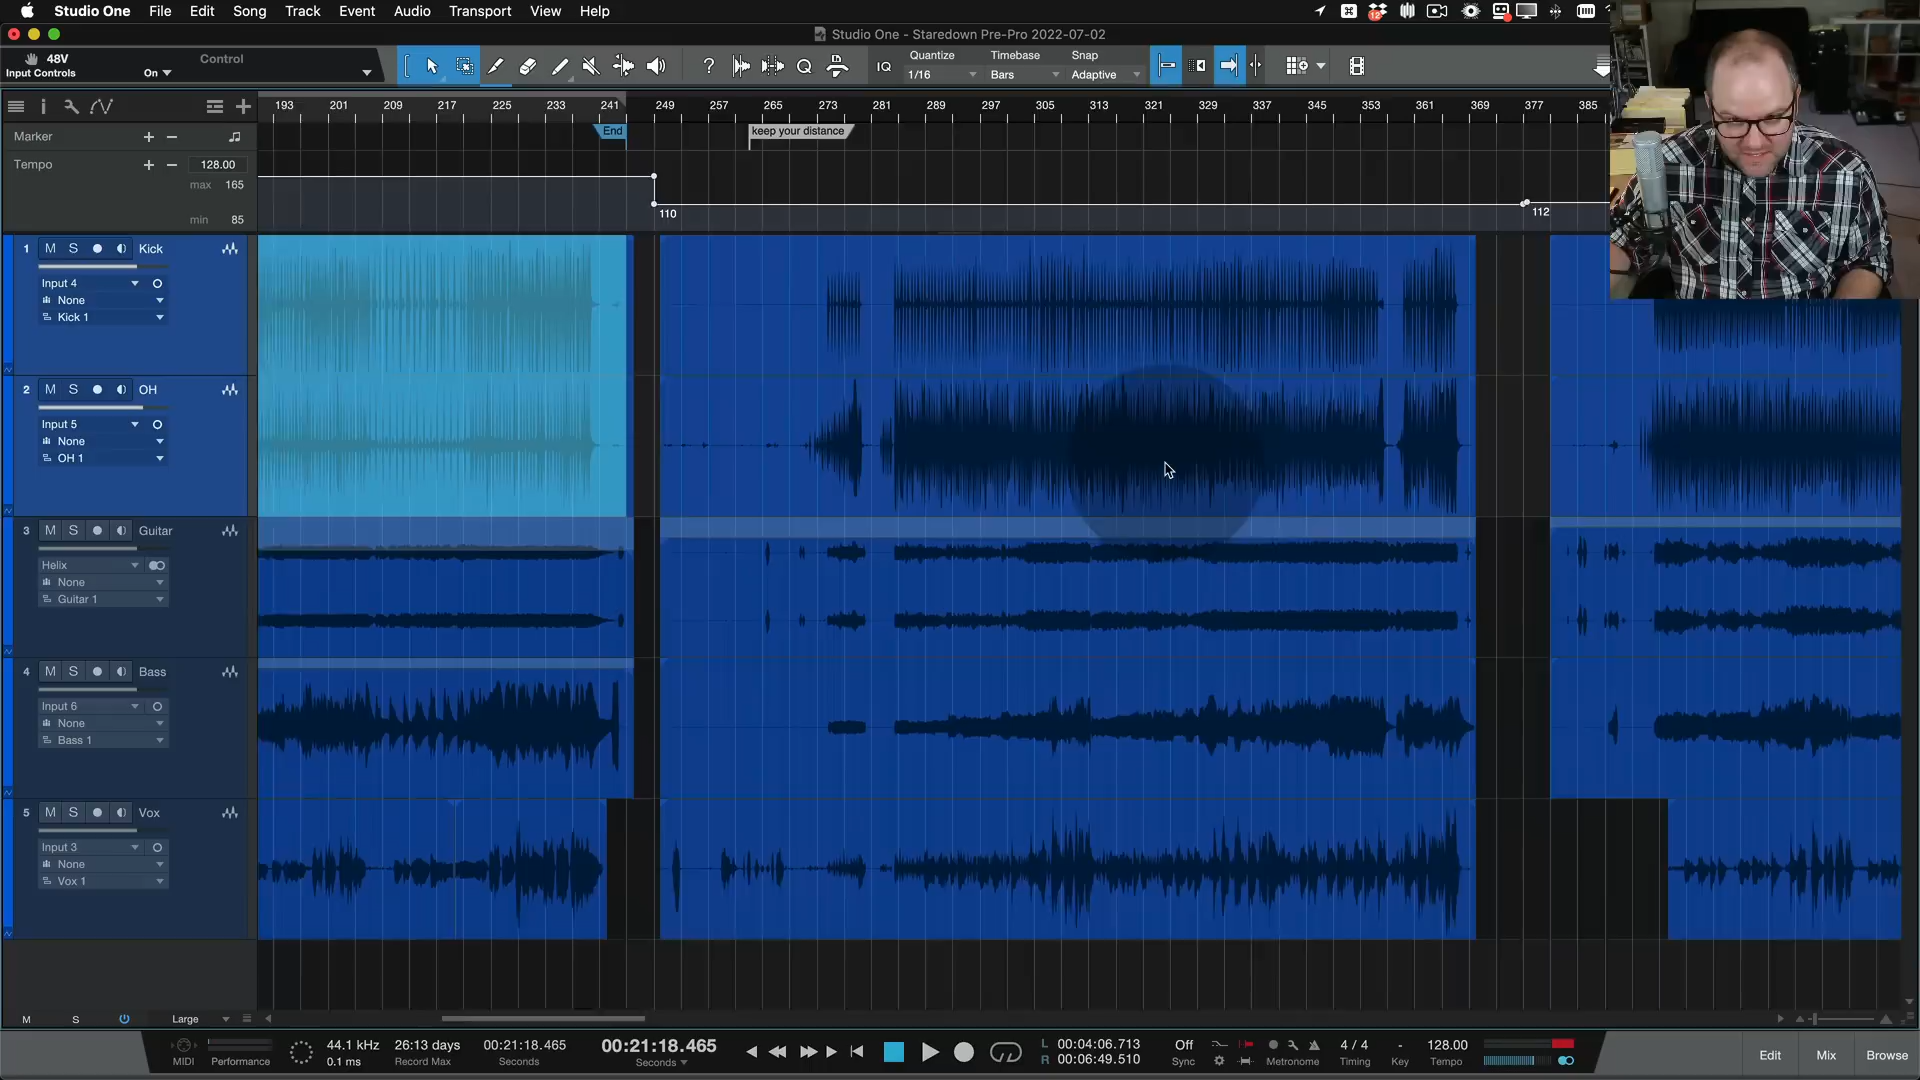 Studio One File Edit Song Track Event Audio Transport View Help
Studio One - Staredown Pre-Pro 2022-07-02
48V
Input Controls
On
Control
IQ
Quantize
1/16
Timebase
Bars
Snap
Adaptive
193 201 209 217 225 233 241 249 257 265 273 281 289 297 305 313 321 329 337 345 353 361 369 377 385
Marker
End
keep your distance
Tempo
128.00
max 165
min 85
110
112
1 M S Kick
Input 4
None
Kick 1
2 M S OH
Input 5
None
OH 1
3 M S Guitar
Helix
None
Guitar 1
4 M S Bass
Input 6
None
Bass 1
5 M S Vox
Input 3
None
Vox 1
M S Large
MIDI
Performance
44.1 kHz
0.1 ms
26:13 days
Record Max
00:21:18.465
Seconds
00:21:18.465
Seconds
L 00:04:06.713
R 00:06:49.510
Off
Sync
Metronome
4 / 4
Timing
-
Key
128.00
Tempo
Edit
Mix
Browse